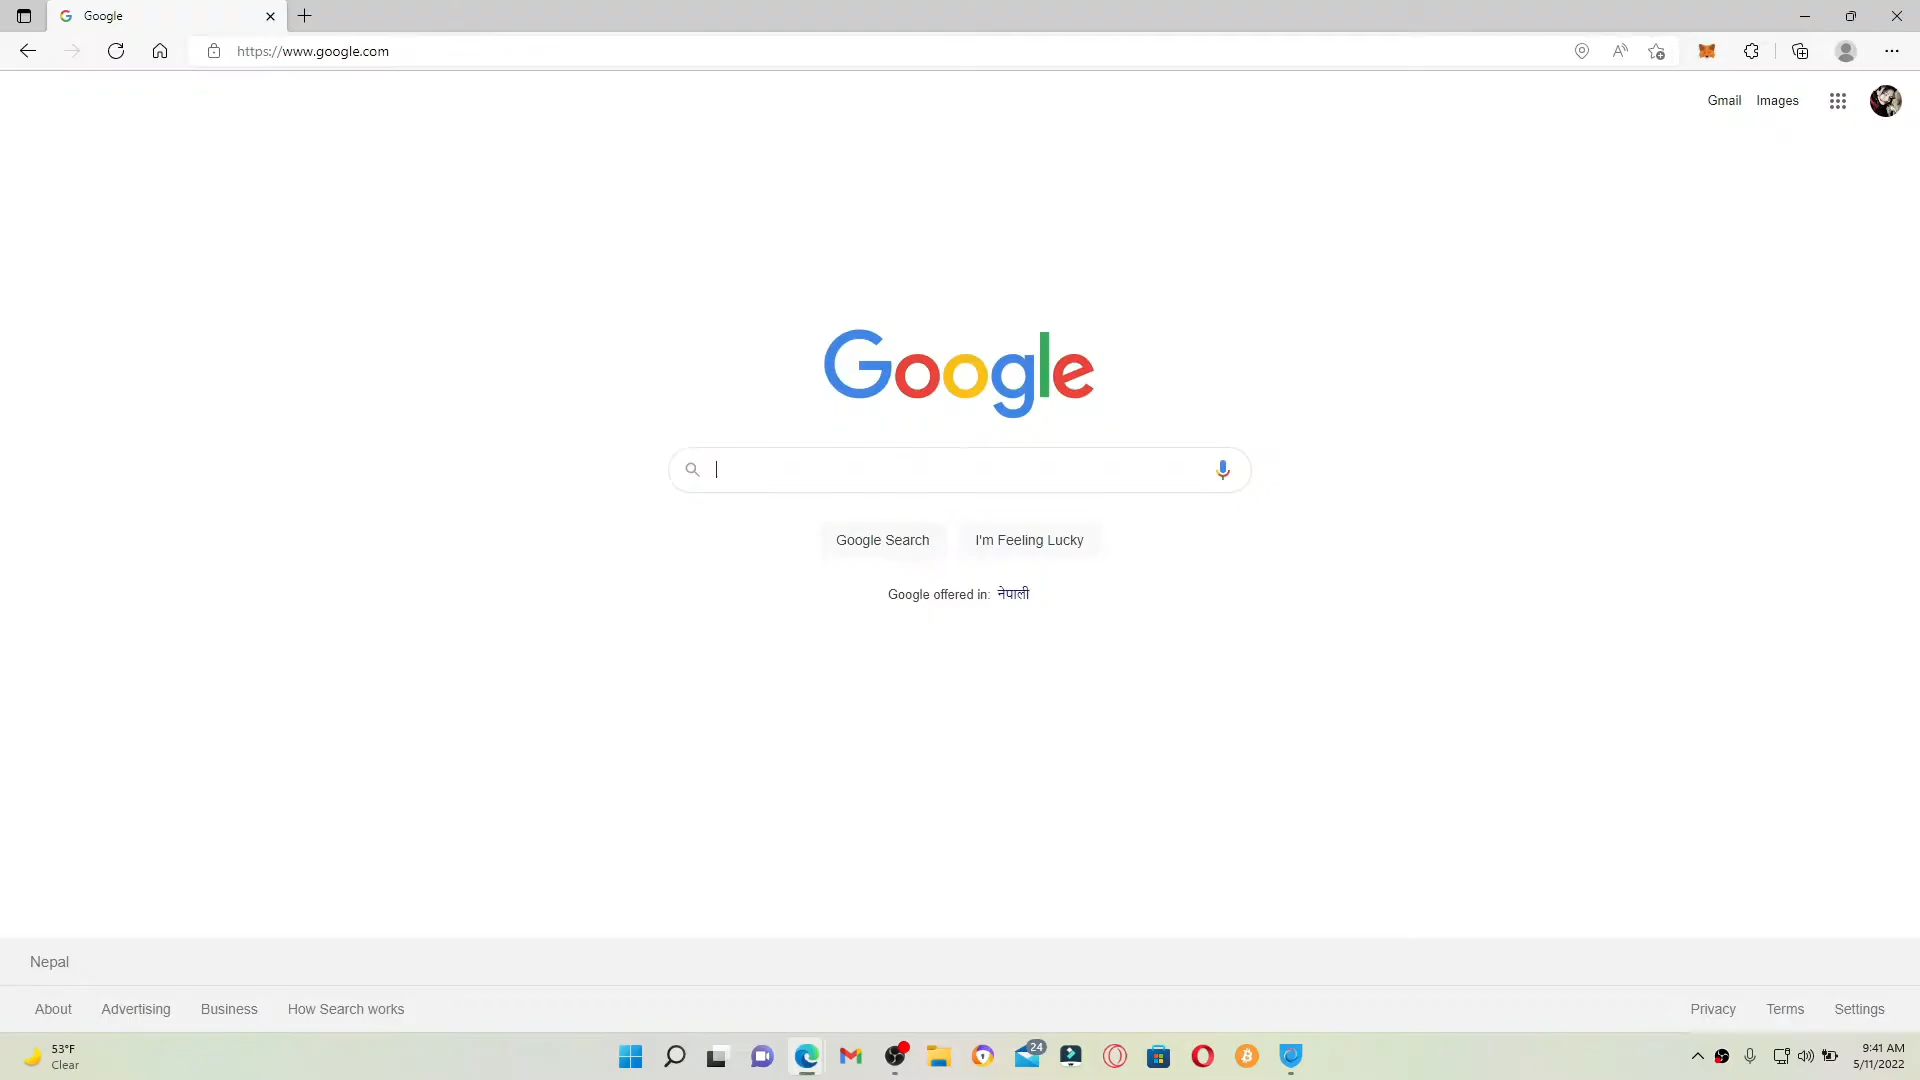 Google
https://www.google.com
Gmail Images
Google
Google Search I'm Feeling Lucky
Google offered in: नेपाली
Nepal
About Advertising Business How Search works Privacy Terms Settings
53°F
Clear
24
9:41 AM
5/11/2022